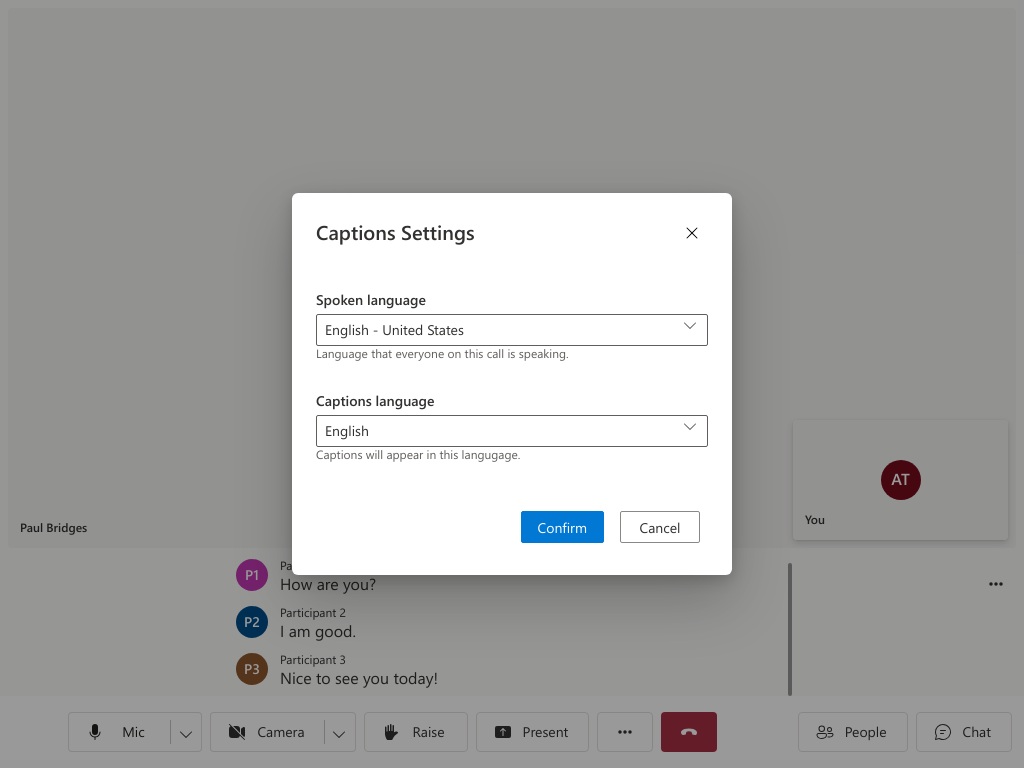 Captions Settings
Spoken language
English - United States
Language that everyone on this call is speaking.
Captions language
English
Captions will appear in this langugage.
Confirm Cancel
AT
You
Paul Bridges
P1
How are you?
P2 Participant 2
I am good.
P3 Participant 3
Nice to see you today!
Mic Camera Raise Present People Chat